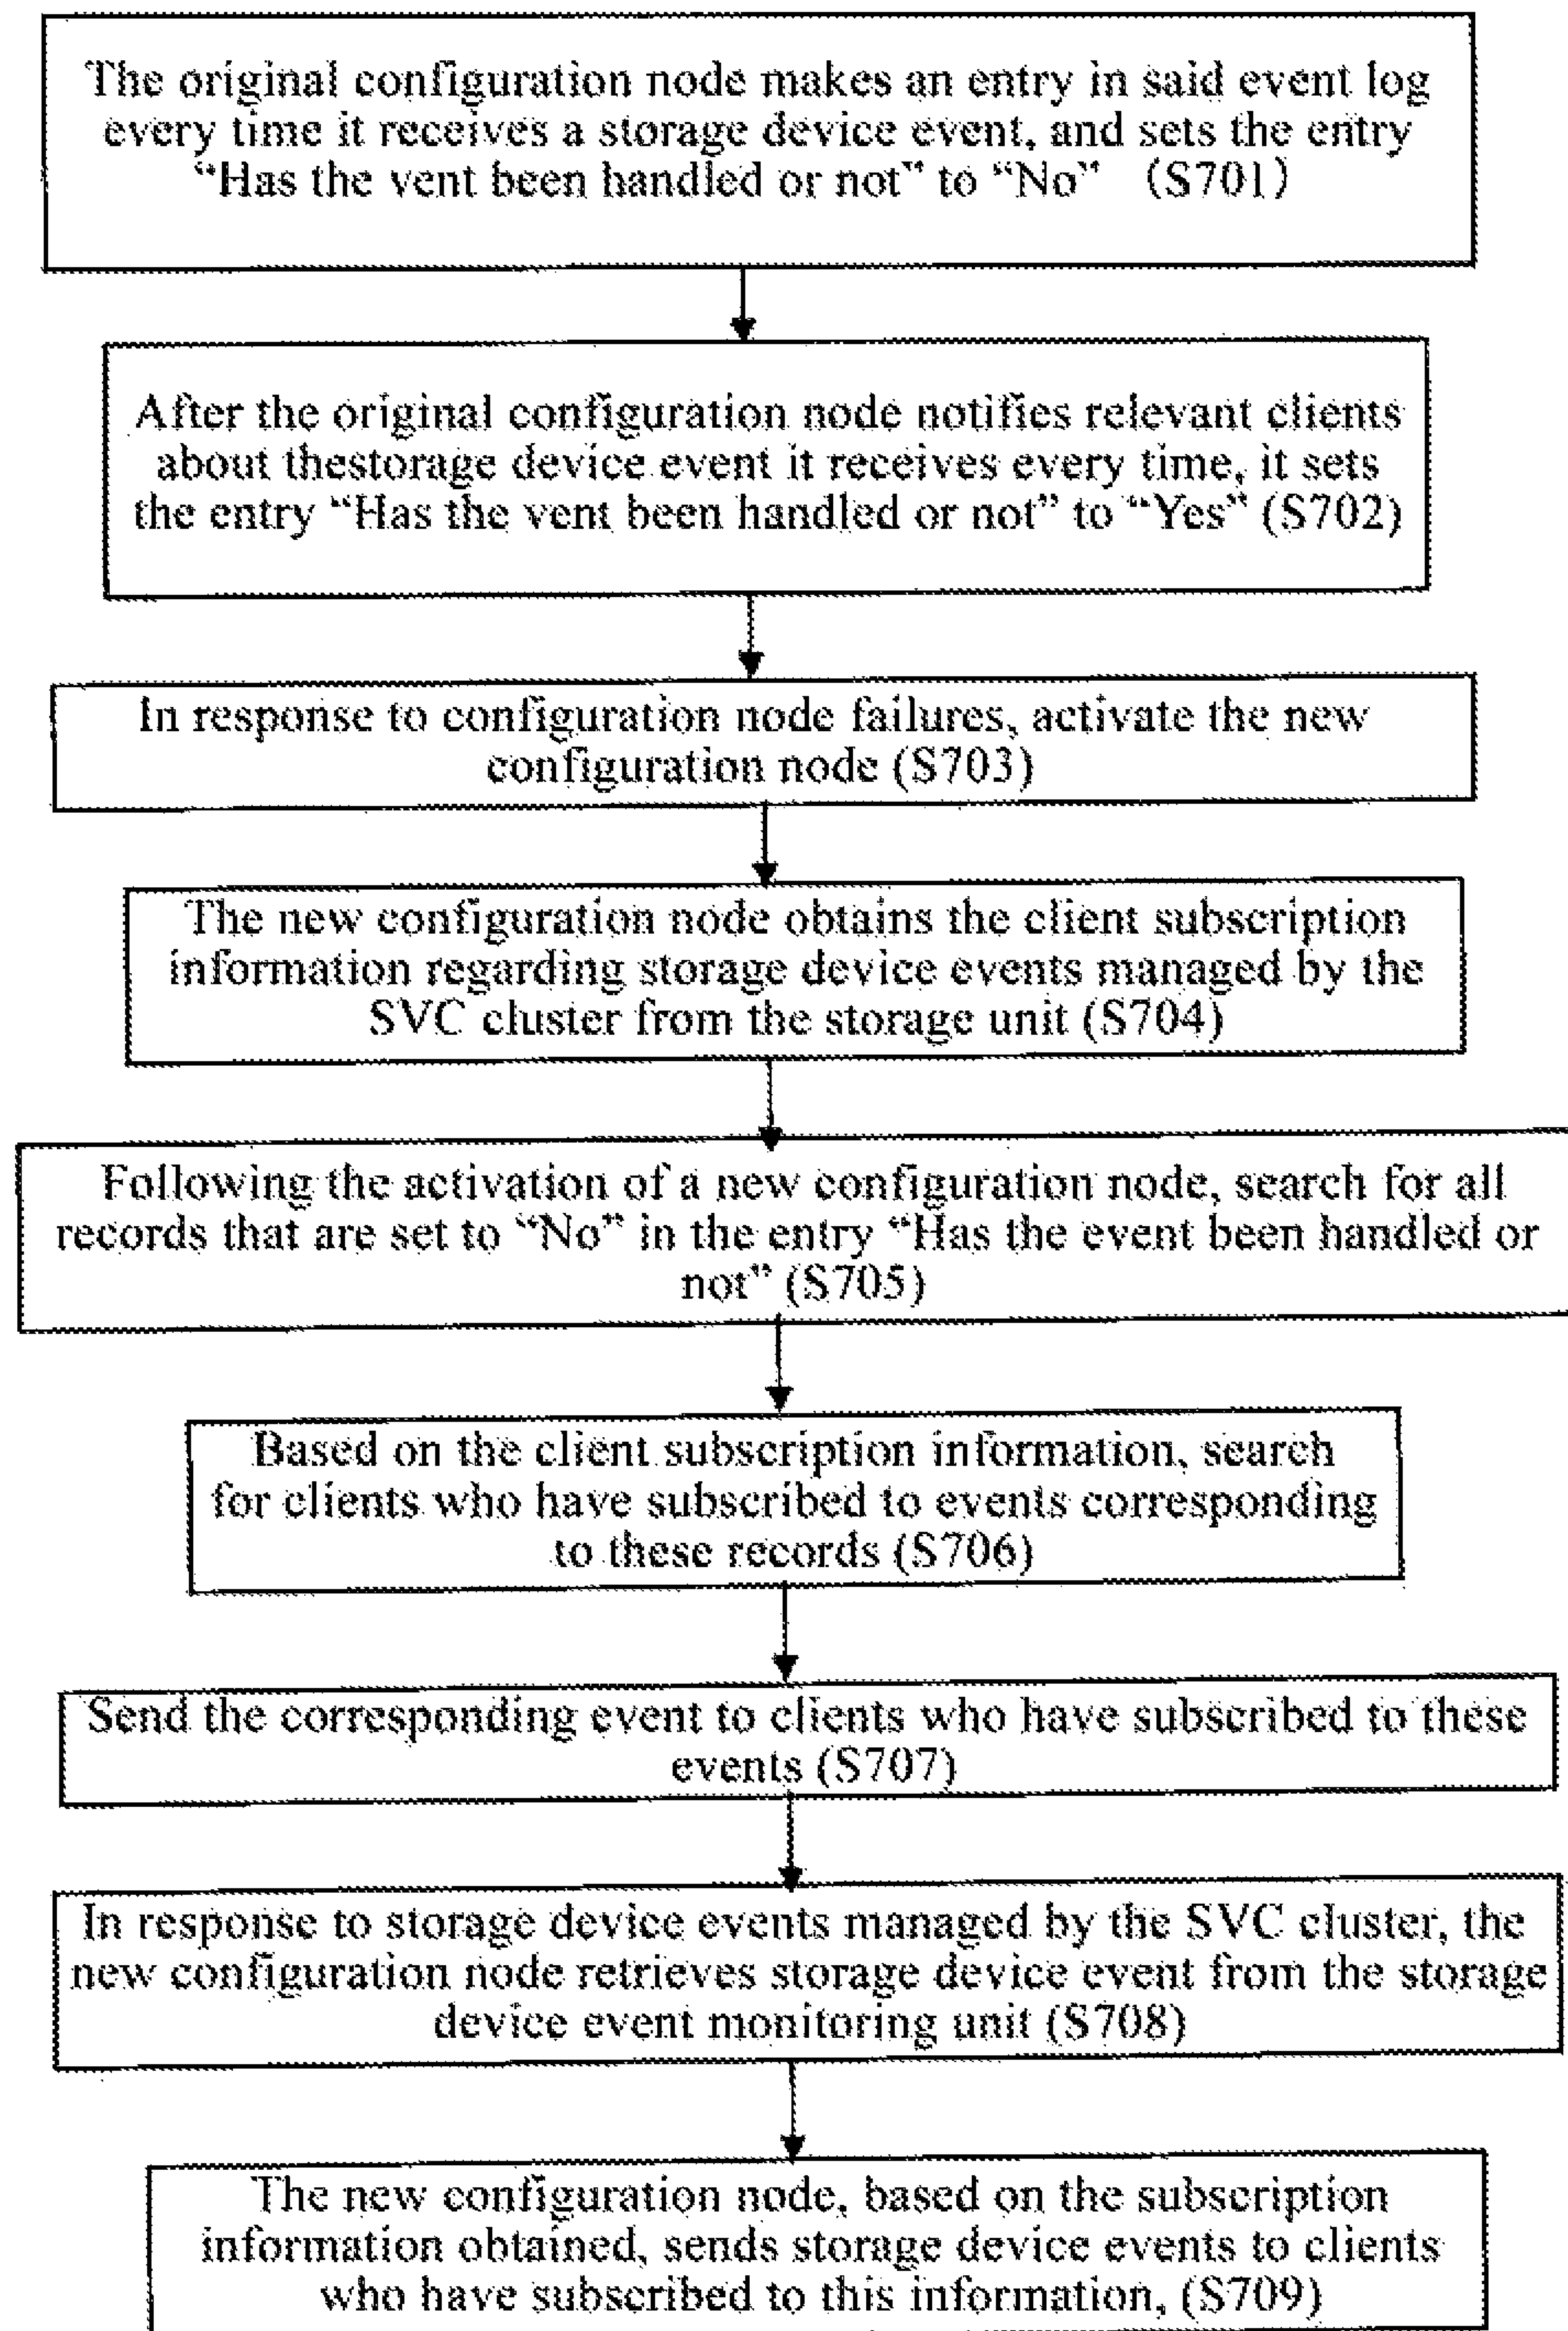 The original configuration node makes an entry in said event log
every time it receives a storage device event, and sets the entry
“Has the vent been handled or not” to “No” (S701)
After the original configuration node notifies relevant clients
about thestorage device event it receives every time, it sets
the entry “Has the vent been handled or not” to “Yes” (S702)
In response to configuration node failures, activate the new
configuration node (S703)
The new configuration node obtains the client subscription
information regarding storage device events managed by the
SVC cluster from the storage unit (S704)
Following the activation of a new configuration node, search for all
records that are set to “No” in the entry “Has the event been handled or
not” (S705)
Based on the client subscription information, search
for clients who have subscribed to events corresponding
to these records (S706)
Send the corresponding event to clients who have subscribed to these
events (S707)
In response to storage device events managed by the SVC cluster, the
new configuration node retrieves storage device event from the storage
device event monitoring unit (S708)
The new configuration node, based on the subscription
information obtained, sends storage device events to clients
who have subscribed to this information, (S709)